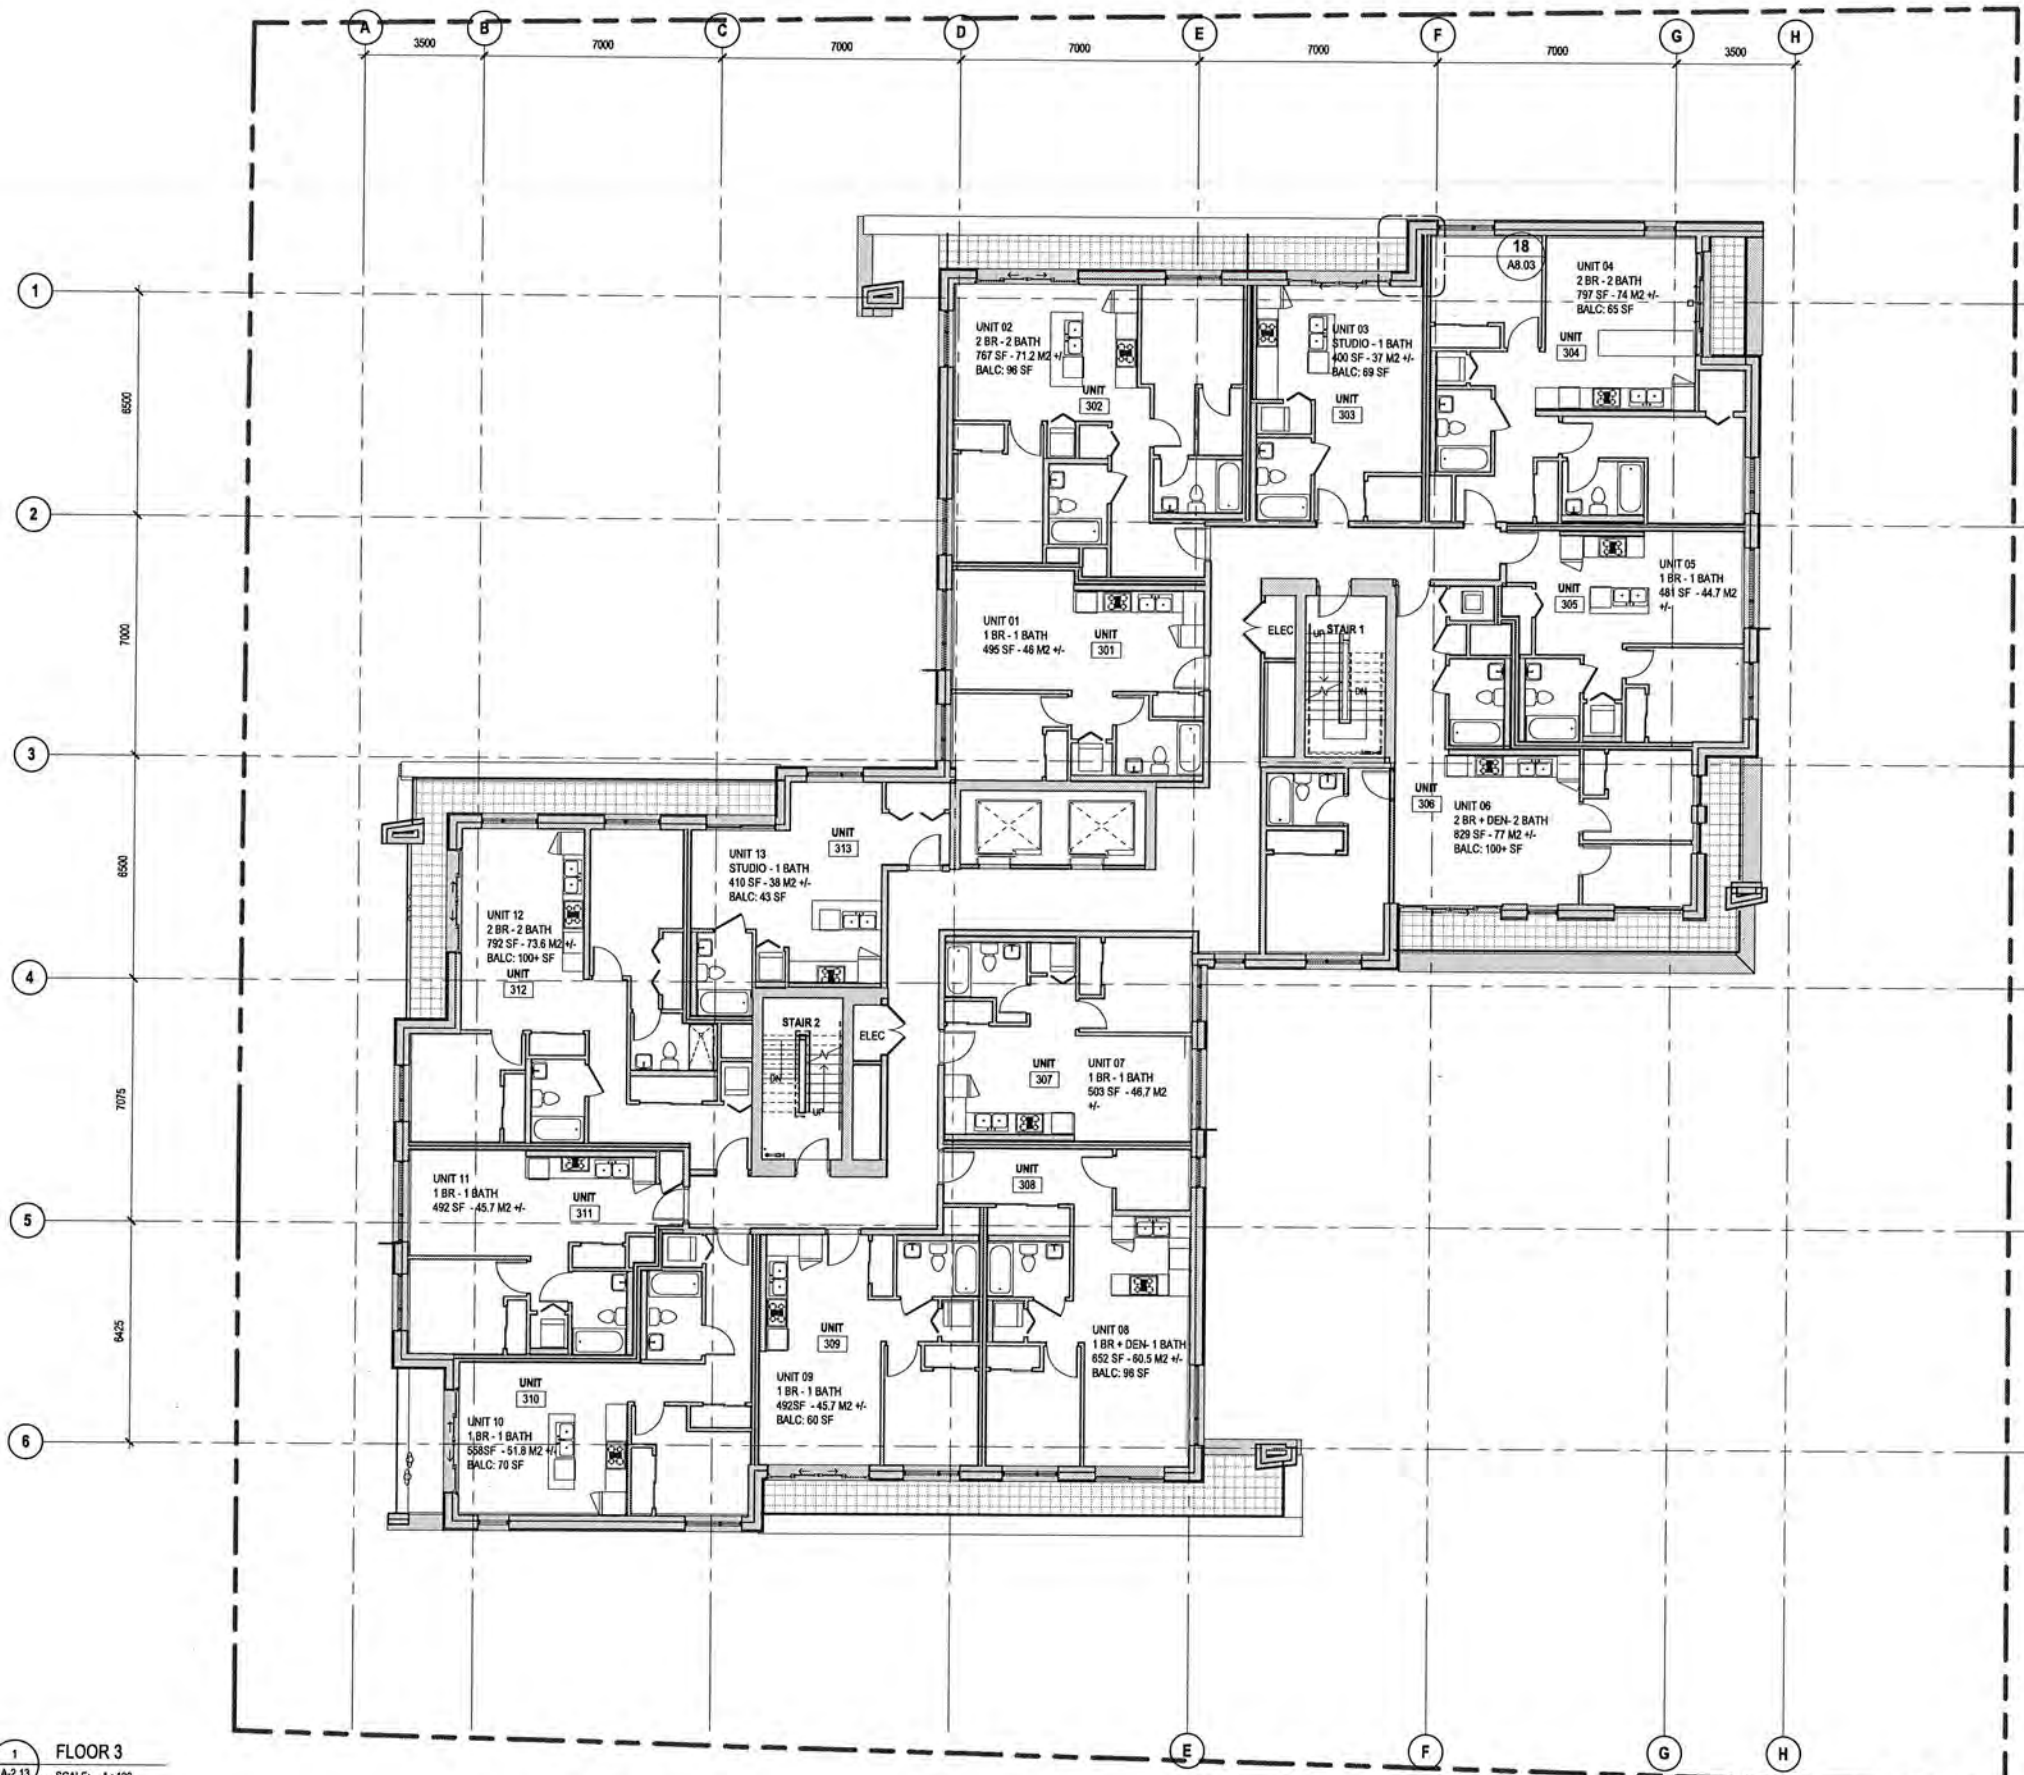 A
B
C
D
E
F
G
H
3500
7000
7000
7000
7000
7000
3500
1
2
3
4
5
6
6500
7000
6500
7075
6425
18
A8.03
UNIT 04
2 BR - 2 BATH
797 SF - 74 M2 +/-
BALC: 65 SF
UNIT
304
UNIT 02
2 BR - 2 BATH
767 SF - 71.2 M2 +/-
BALC: 96 SF
UNIT
302
UNIT 03
STUDIO - 1 BATH
400 SF - 37 M2 +/-
BALC: 69 SF
UNIT
303
UNIT 05
1 BR - 1 BATH
481 SF - 44.7 M2
+/-
UNIT
305
UNIT 01
1 BR - 1 BATH
495 SF - 46 M2 +/-
UNIT
301
ELEC
STAIR 1
UP
DN
UNIT
306
UNIT 06
2 BR + DEN- 2 BATH
829 SF - 77 M2 +/-
BALC: 100+ SF
UNIT
313
UNIT 13
STUDIO - 1 BATH
410 SF - 38 M2 +/-
BALC: 43 SF
UNIT 12
2 BR - 2 BATH
792 SF - 73.6 M2 +/-
BALC: 100+ SF
UNIT
312
STAIR 2
ELEC
DN
UP
UNIT
307
UNIT 07
1 BR - 1 BATH
503 SF - 46.7 M2
+/-
UNIT
308
UNIT 11
1 BR - 1 BATH
492 SF - 45.7 M2 +/-
UNIT
311
UNIT
309
UNIT 08
1 BR + DEN- 1 BATH
652 SF - 60.5 M2 +/-
BALC: 96 SF
UNIT 09
1 BR - 1 BATH
492SF - 45.7 M2 +/-
BALC: 60 SF
UNIT
310
UNIT 10
1 BR - 1 BATH
558SF - 51.8 M2 +/-
BALC: 70 SF
E
F
G
H
1
A-2.13
FLOOR 3
SCALE: 1 : 100